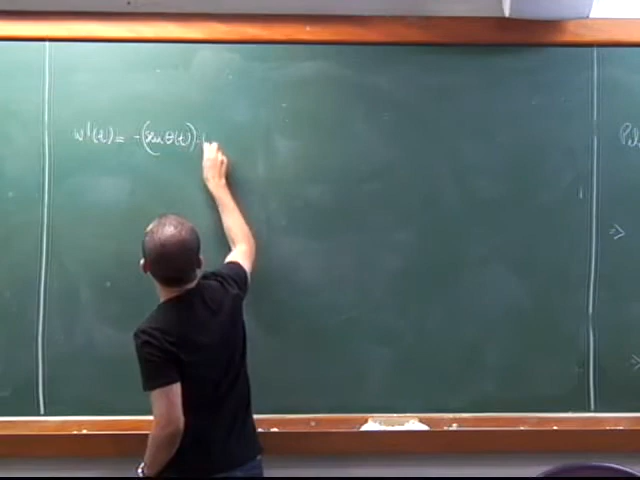 w'(t) = -(sen θ(t)) ·
⇒
⇒